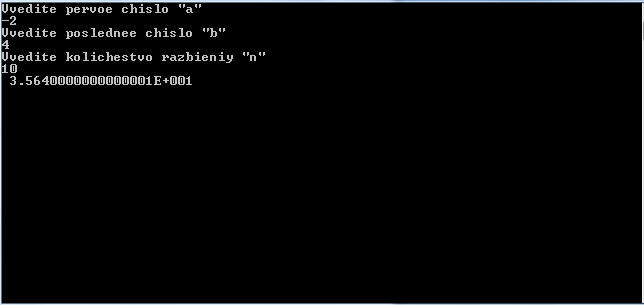 Vvedite pervoe chislo "a"
-2
Vvedite poslednee chislo "b"
4
Vvedite kolichestvo razbieniy "n"
10
3.5640000000000001E+001